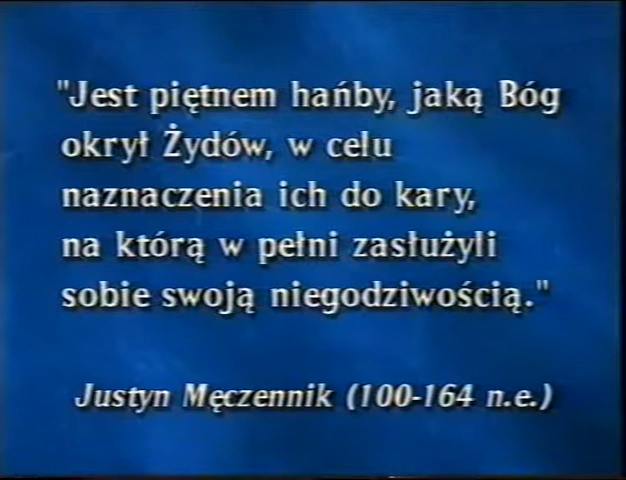 "Jest piętnem hańby, jaką Bóg
okrył Żydów, w celu
naznaczenia ich do kary,
na którą w pełni zasłużyli
sobie swoją niegodziwością."
Justyn Męczennik (100-164 n.e.)